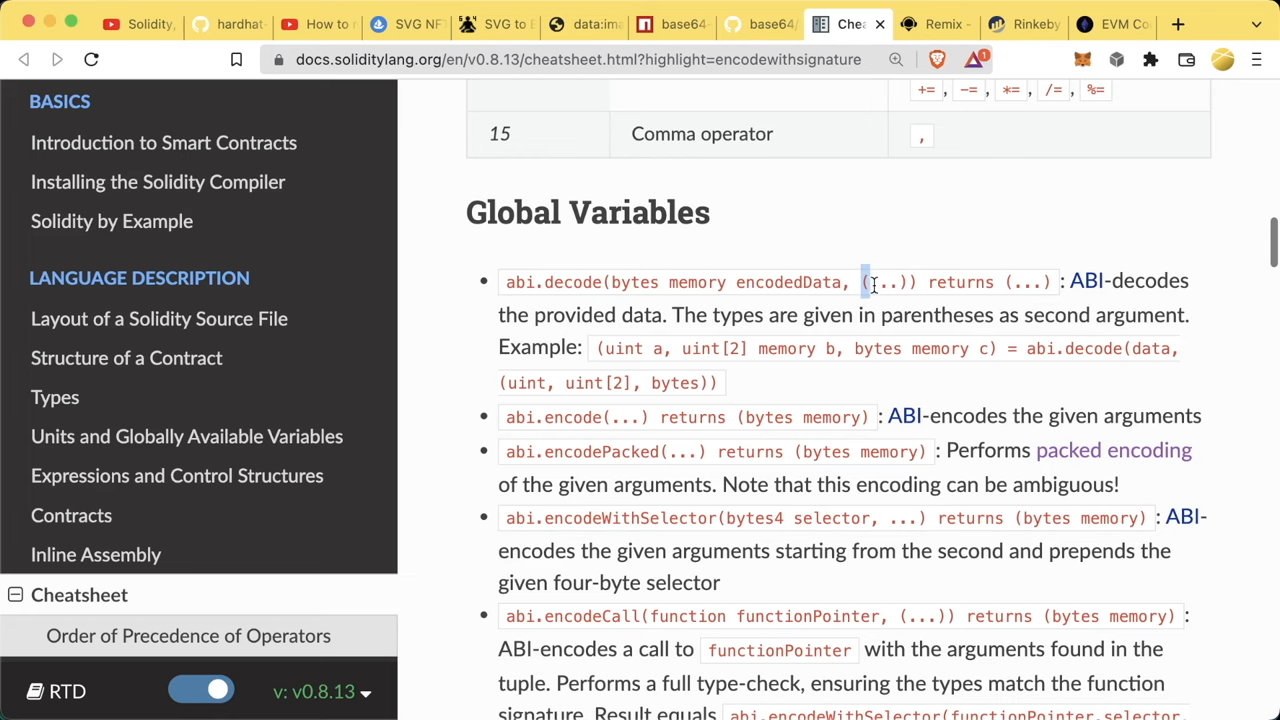 Solidity,
hardhat-
How to r
SVG NF
SVG to E
data:ima
base64-
base64/
Chea
Remix -
Rinkeby
EVM Co
docs.soliditylang.org/en/v0.8.13/cheatsheet.html?highlight=encodewithsignature
1
BASICS
Introduction to Smart Contracts
Installing the Solidity Compiler
Solidity by Example
LANGUAGE DESCRIPTION
Layout of a Solidity Source File
Structure of a Contract
Types
Units and Globally Available Variables
Expressions and Control Structures
Contracts
Inline Assembly
Cheatsheet
Order of Precedence of Operators
RTD
v: v0.8.13
+=, -=, *=, /=, %=
15 Comma operator ,
Global Variables
• abi.decode(bytes memory encodedData, (...)) returns (...) : ABI-decodes
the provided data. The types are given in parentheses as second argument.
Example: (uint a, uint[2] memory b, bytes memory c) = abi.decode(data,
(uint, uint[2], bytes))
• abi.encode(...) returns (bytes memory) : ABI-encodes the given arguments
• abi.encodePacked(...) returns (bytes memory) : Performs packed encoding
of the given arguments. Note that this encoding can be ambiguous!
• abi.encodeWithSelector(bytes4 selector, ...) returns (bytes memory) : ABI-
encodes the given arguments starting from the second and prepends the
given four-byte selector
• abi.encodeCall(function functionPointer, (...)) returns (bytes memory) :
ABI-encodes a call to functionPointer with the arguments found in the
tuple. Performs a full type-check, ensuring the types match the function
signature. Result equals abi.encodeWithSelector(functionPointer.selector,